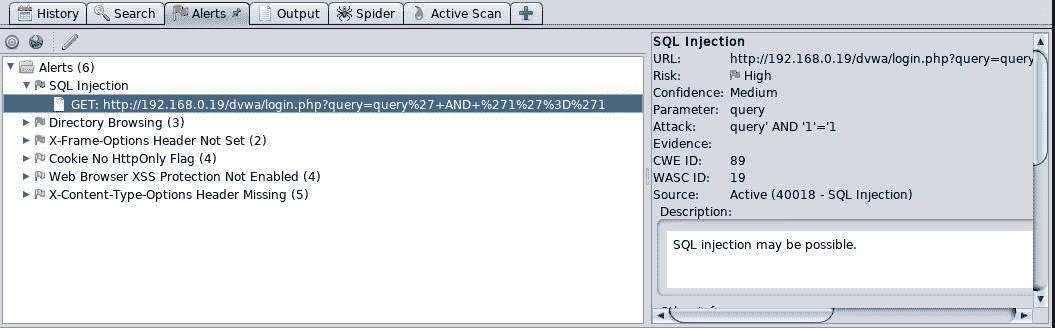 History Search Alerts Output Spider Active Scan
Alerts (6)
SQL Injection
GET: http://192.168.0.19/dvwa/login.php?query=query%27+AND+%271%27%3D%271
Directory Browsing (3)
X-Frame-Options Header Not Set (2)
Cookie No HttpOnly Flag (4)
Web Browser XSS Protection Not Enabled (4)
X-Content-Type-Options Header Missing (5)
SQL Injection
URL: http://192.168.0.19/dvwa/login.php?query=query
Risk: High
Confidence: Medium
Parameter: query
Attack: query' AND '1'='1
Evidence:
CWE ID: 89
WASC ID: 19
Source: Active (40018 - SQL Injection)
Description:
SQL injection may be possible.